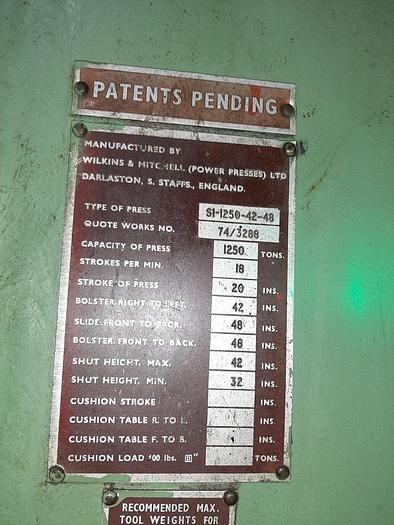 PATENTS PENDING
MANUFACTURED BY
WILKINS & MITCHELL (POWER PRESSES) LTD
DARLASTON, S. STAFFS., ENGLAND.
TYPE OF PRESS S1-1250-42-48
QUOTE WORKS NO. 74/3288
CAPACITY OF PRESS 1250 TONS.
STROKES PER MIN. 18
STROKE OF PRESS 20 INS.
BOLSTER.RIGHT TO LEFT. 42 INS.
SLIDE. FRONT TO BACK. 48 INS.
BOLSTER. FRONT TO BACK. 48 INS.
SHUT HEIGHT. MAX. 42 INS.
SHUT HEIGHT. MIN. 32 INS.
CUSHION STROKE INS.
CUSHION TABLE R. TO L. INS.
CUSHION TABLE F. TO B. INS.
CUSHION LOAD lbs. TONS.
RECOMMENDED MAX.
TOOL WEIGHTS FOR